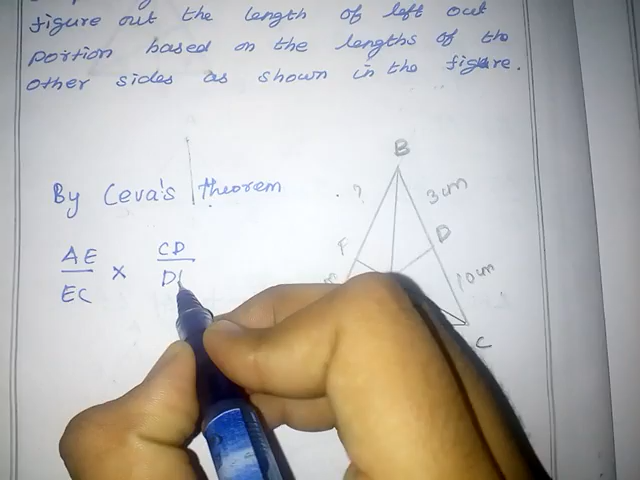 figure out the length of left out
portion based on the lengths of the
other sides as shown in the figure.
B
By Ceva's theorem
?
3cm
F
D
AE
EC
×
CD
10cm
C